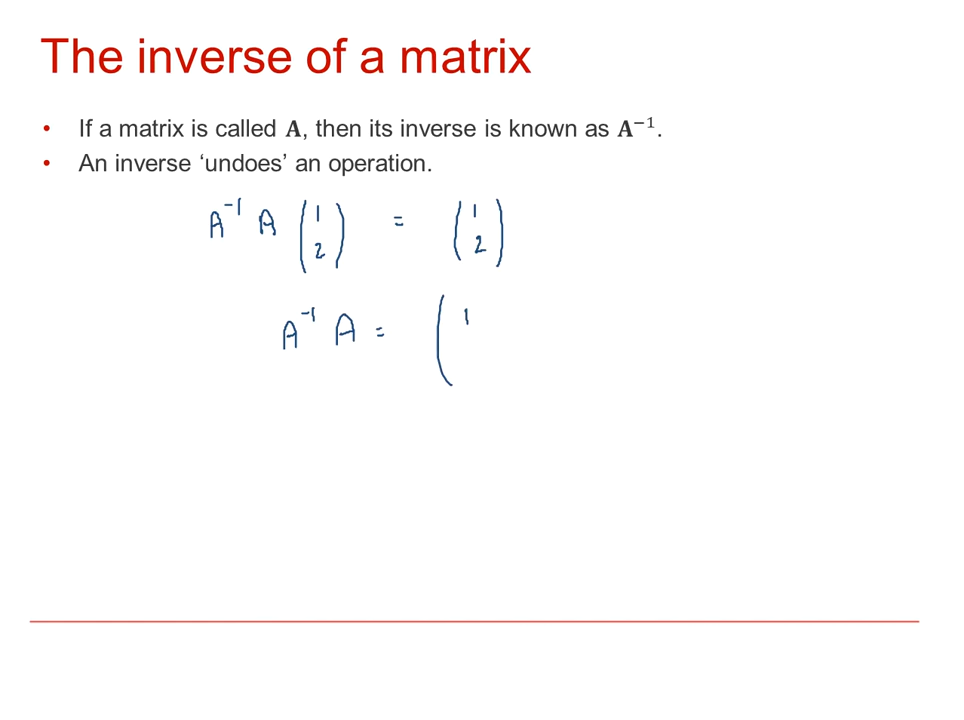 The inverse of a matrix
• If a matrix is called A, then its inverse is known as A⁻¹.
• An inverse ‘undoes’ an operation.
A⁻¹ A (1 2) = (1 2)
A⁻¹ A = ( 1